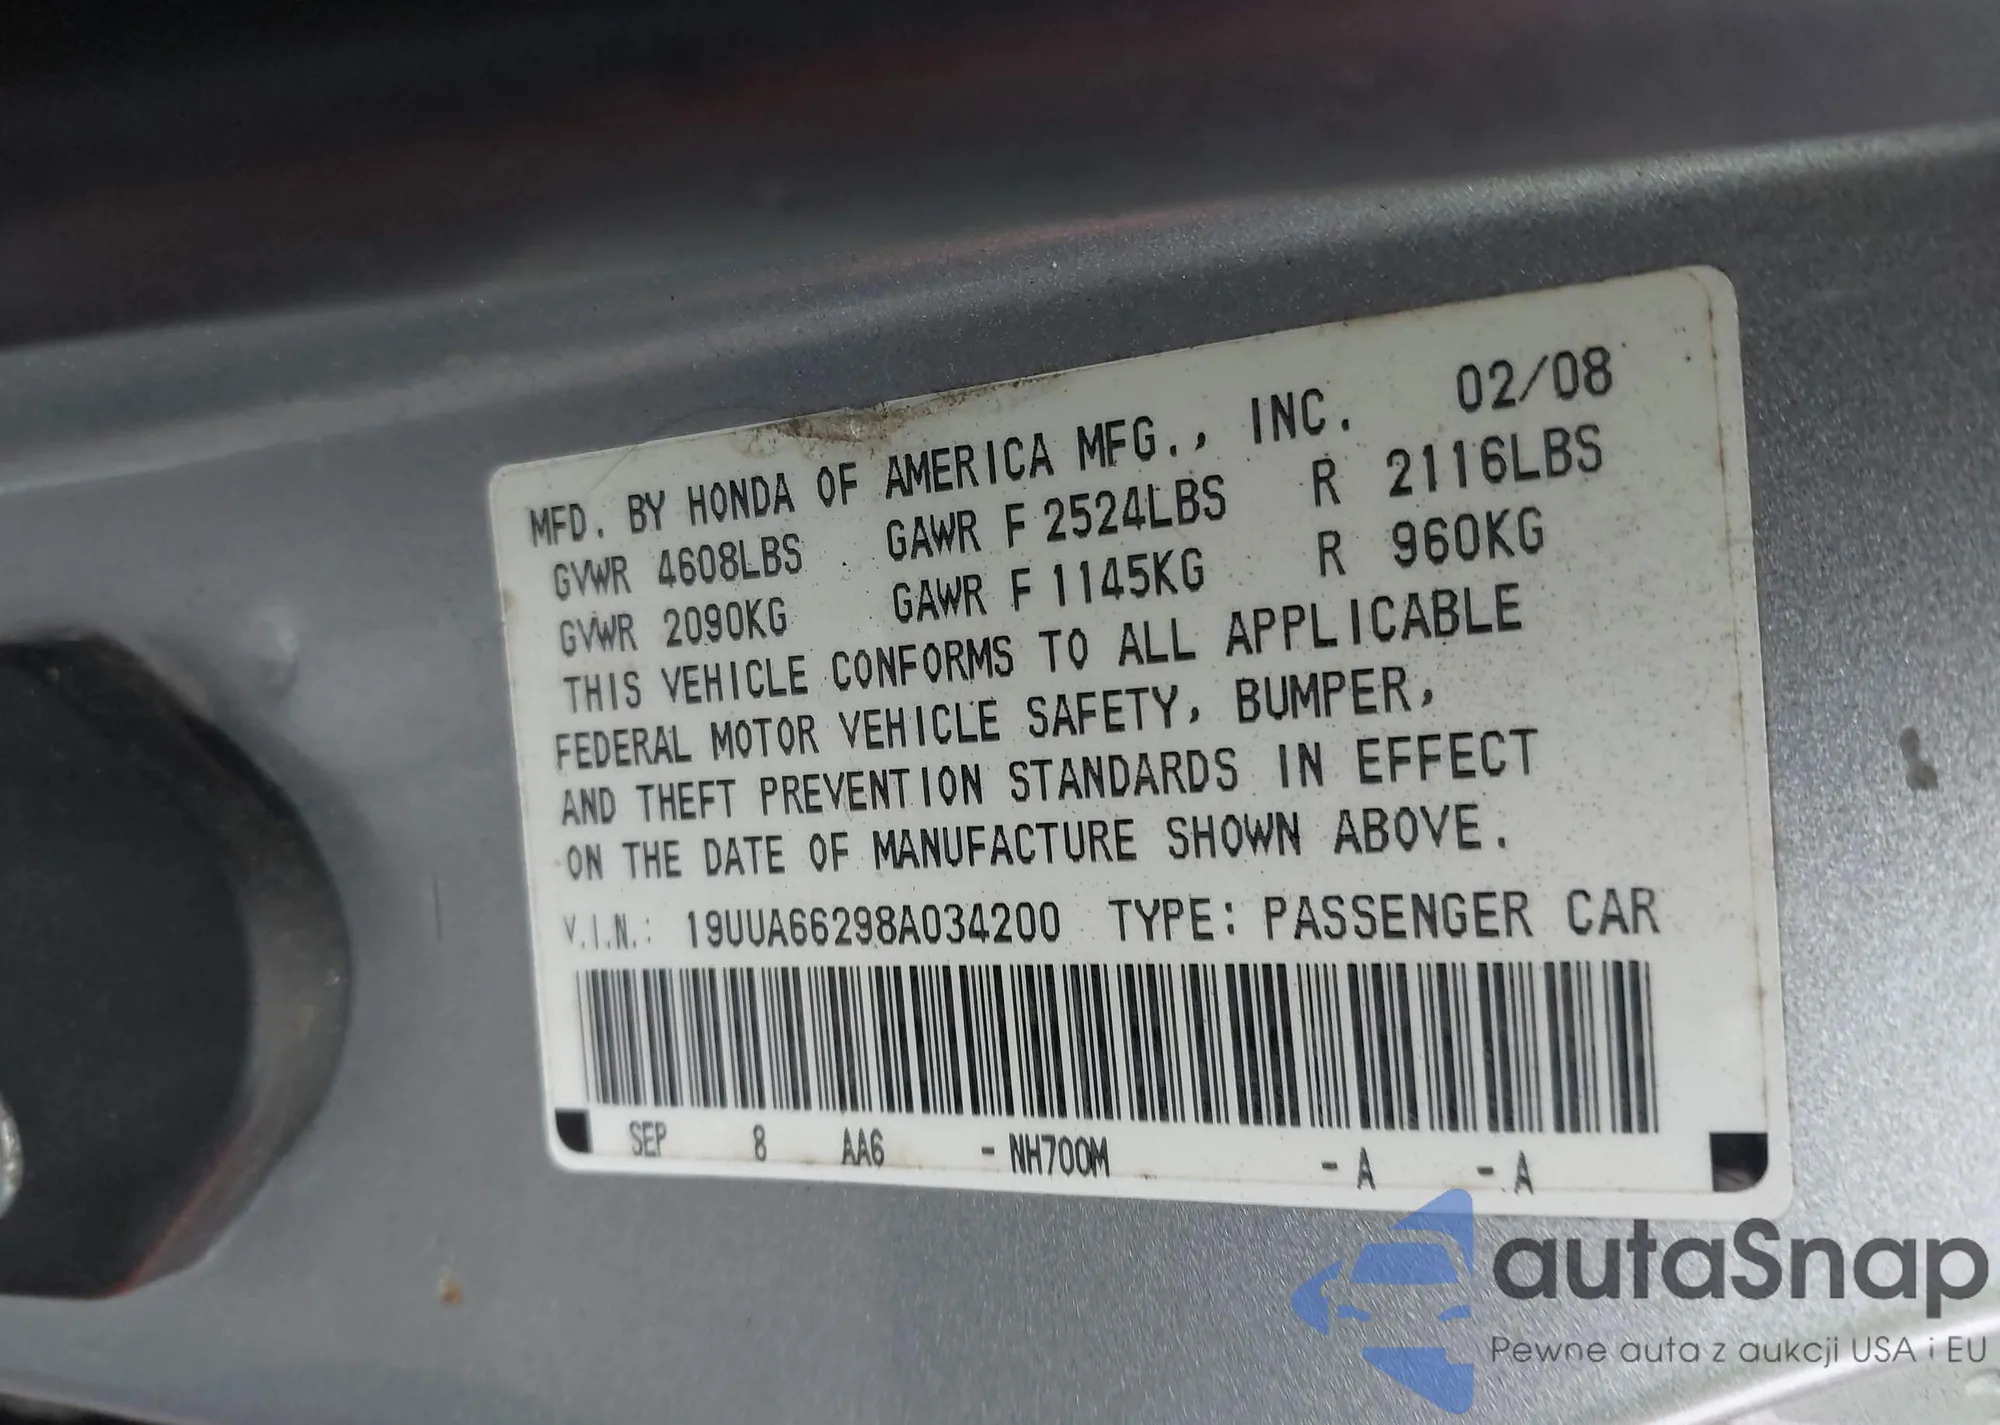 MFD. BY HONDA OF AMERICA MFG., INC. 02/08
GVWR 4608LBS GAWR F 2524LBS R 2116LBS
GVWR 2090KG GAWR F 1145KG R 960KG
THIS VEHICLE CONFORMS TO ALL APPLICABLE
FEDERAL MOTOR VEHICLE SAFETY, BUMPER,
AND THEFT PREVENTION STANDARDS IN EFFECT
ON THE DATE OF MANUFACTURE SHOWN ABOVE.
V.I.N.: 19UUA66298A034200 TYPE: PASSENGER CAR
SEP 8 AA6 - NH700M - A - A
autaSnap
Pewne auta z aukcji USA i EU